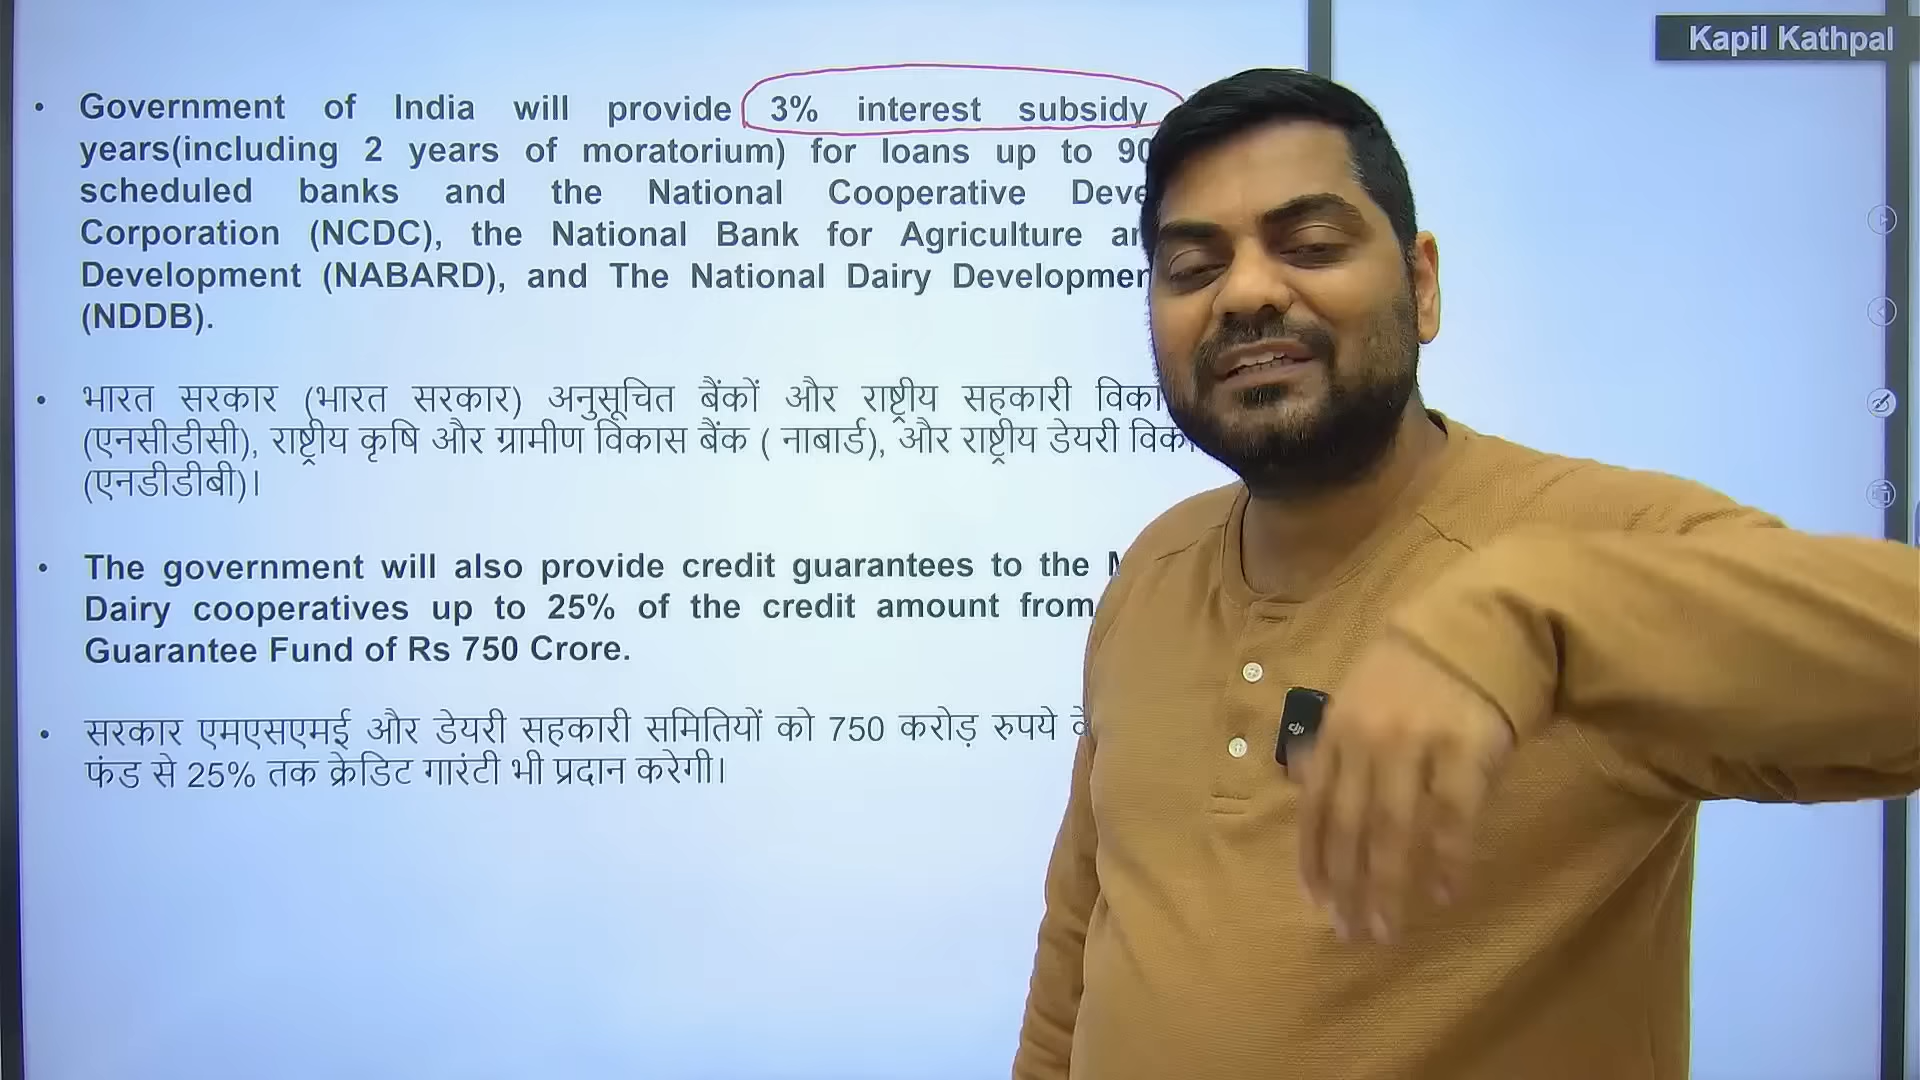 Kapil Kathpal
• Government of India will provide 3% interest subsidy
years(including 2 years of moratorium) for loans up to 90
scheduled banks and the National Cooperative
Corporation (NCDC), the National Bank for Agriculture
Development (NABARD), and The National Dairy
(NDDB).
• भारत सरकार (भारत सरकार) अनुसूचित बैंकों और राष्ट्रीय सहकारी
(एनसीडीसी), राष्ट्रीय कृषि और ग्रामीण विकास बैंक ( नाबार्ड), और राष्ट्रीय डेयरी
(एनडीडीबी)।
• The government will also provide credit guarantees to the
Dairy cooperatives up to 25% of the credit amount from
Guarantee Fund of Rs 750 Crore.
• सरकार एमएसएमई और डेयरी सहकारी समितियों को 750 करोड़ रुपये
फंड से 25% तक क्रेडिट गारंटी भी प्रदान करेगी।
dji